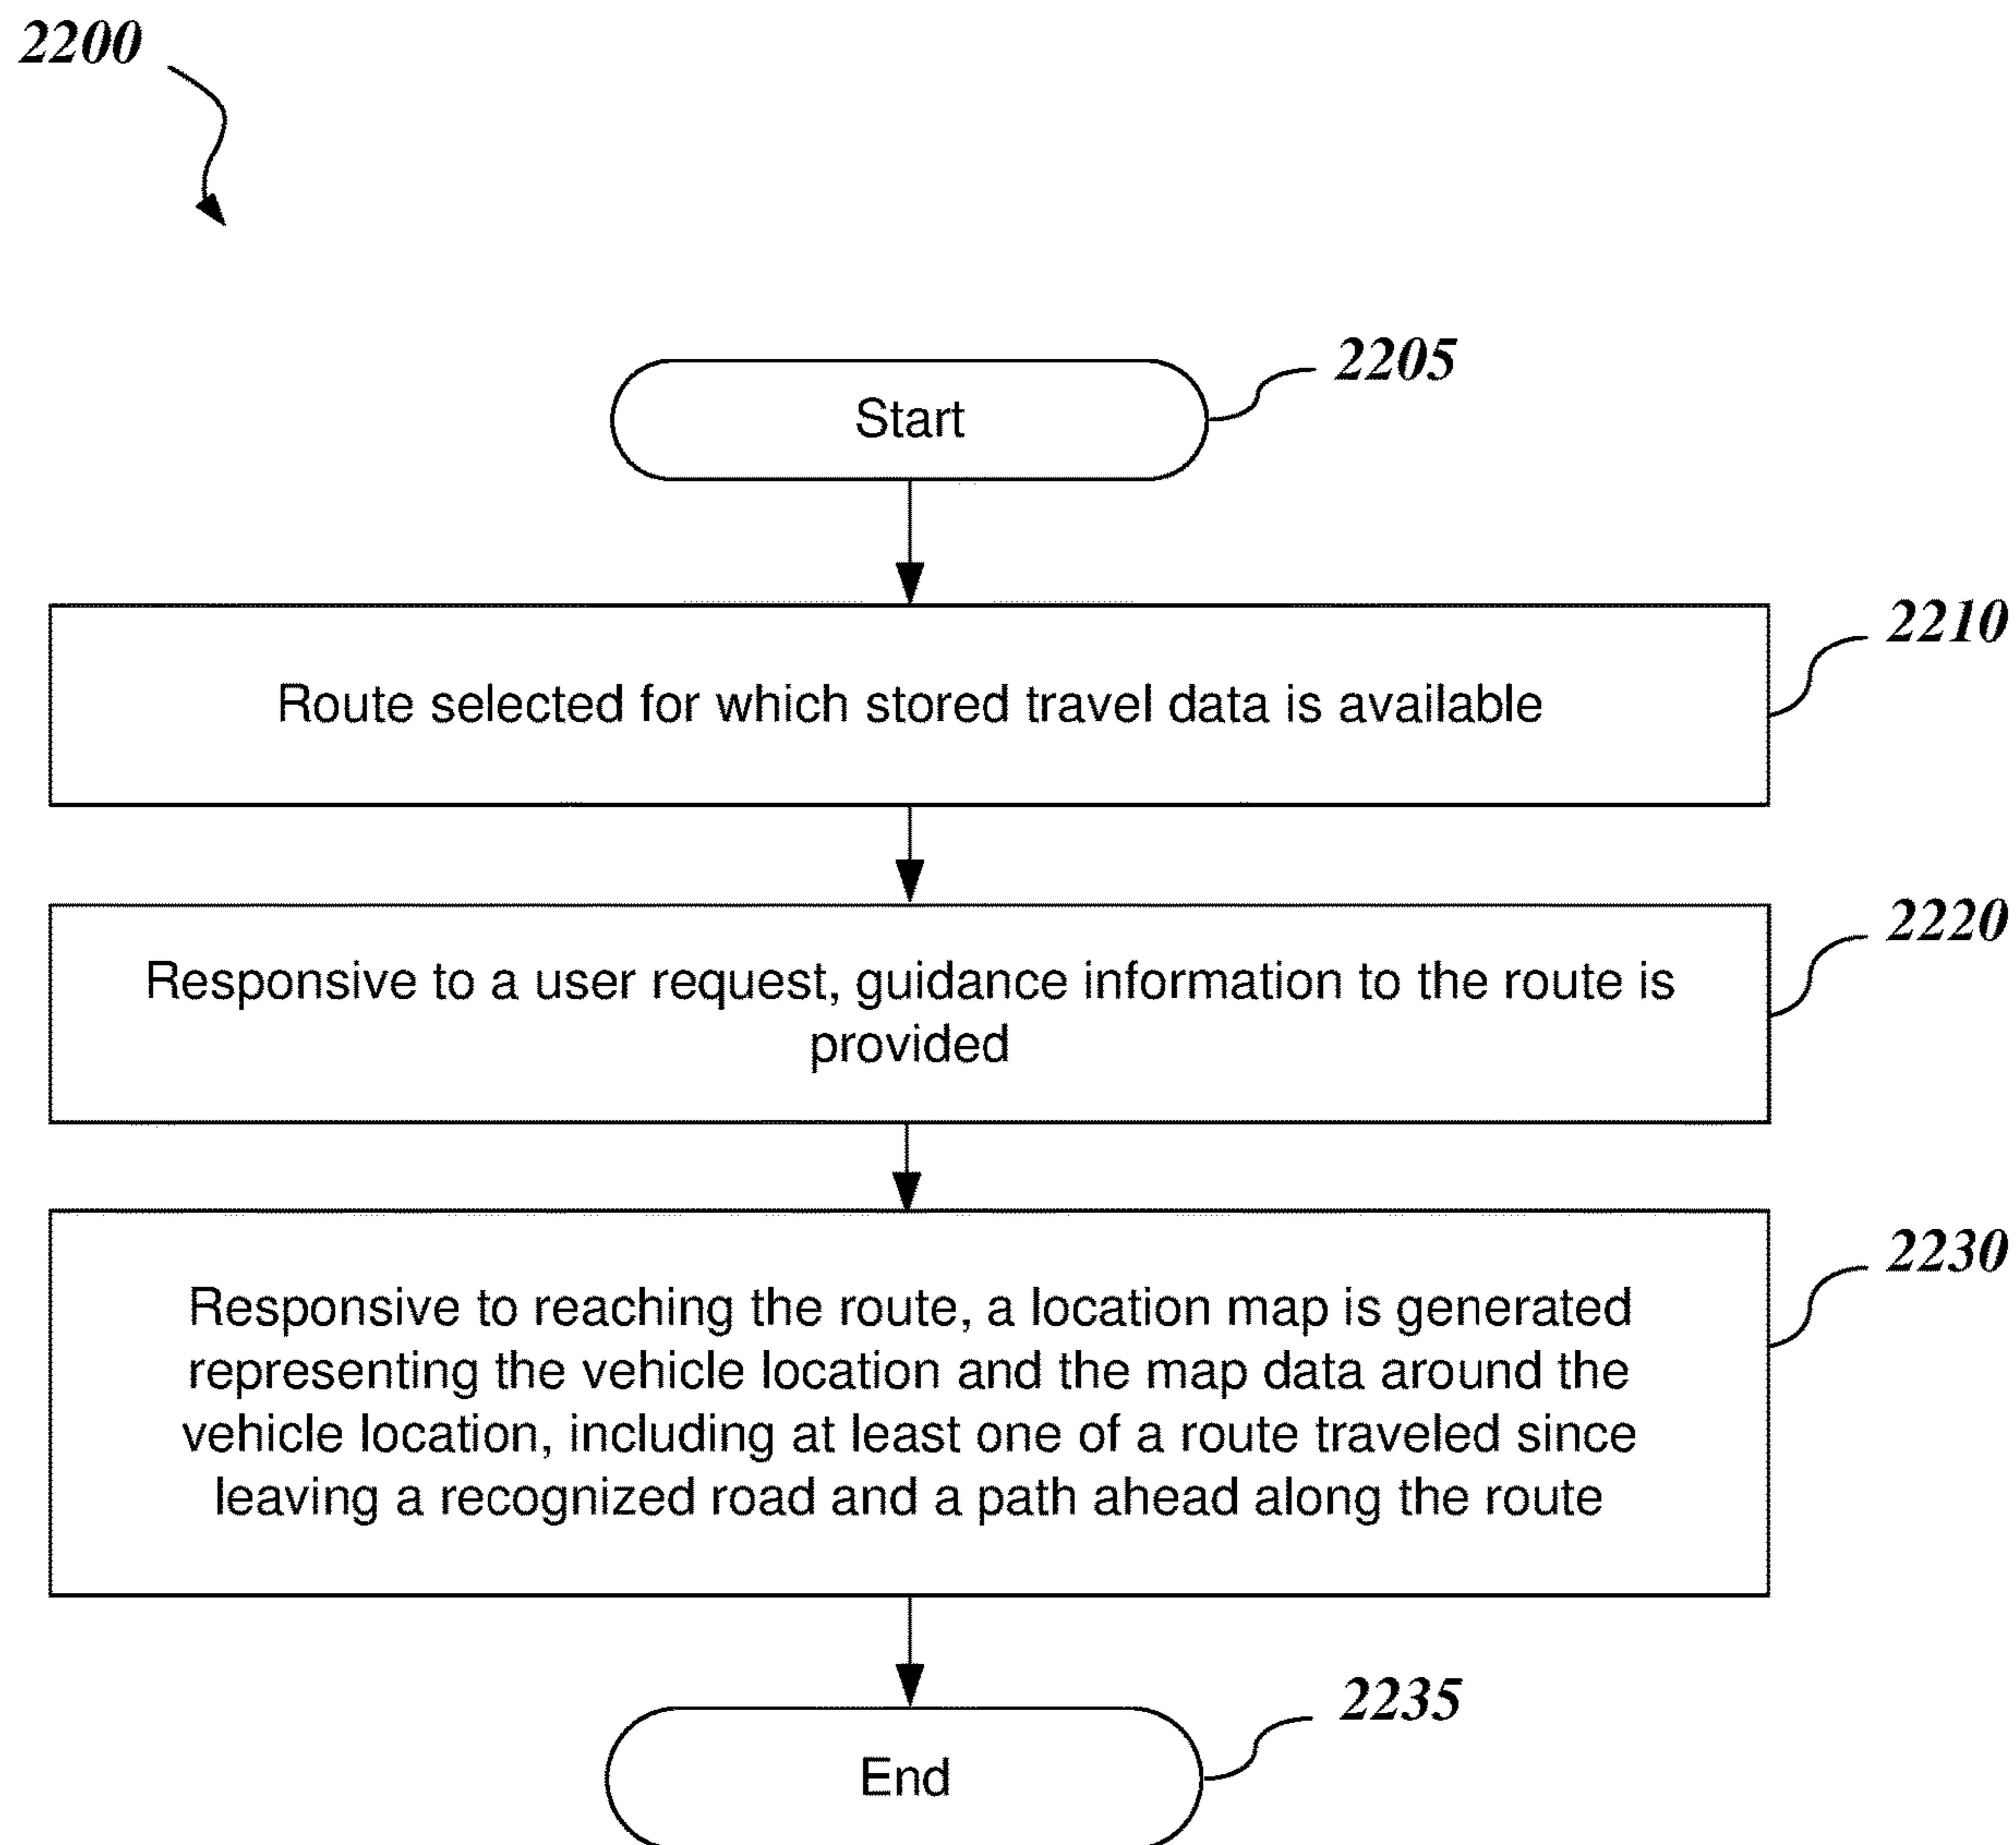 2200
Start
2205
Route selected for which stored travel data is available
2210
Responsive to a user request, guidance information to the route is
provided
2220
Responsive to reaching the route, a location map is generated
representing the vehicle location and the map data around the
vehicle location, including at least one of a route traveled since
leaving a recognized road and a path ahead along the route
2230
End
2235